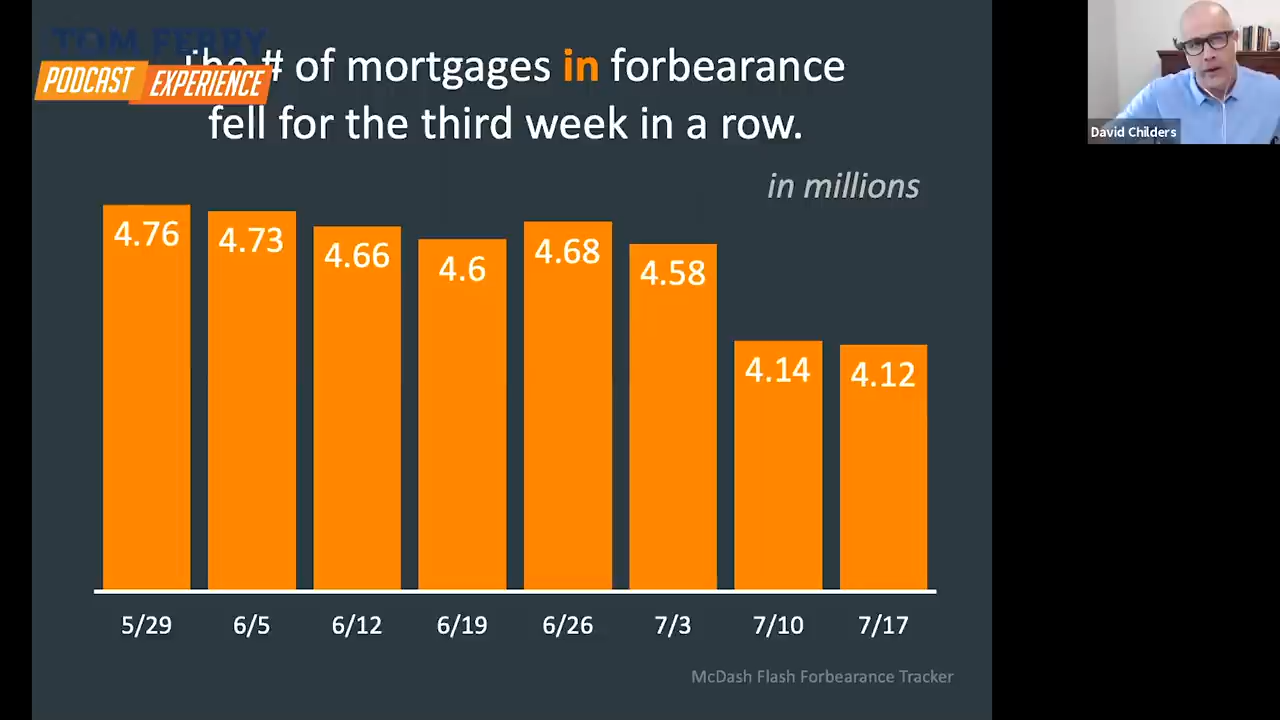 TOM FERRY
PODCAST EXPERIENCE
The # of mortgages in forbearance
fell for the third week in a row.
in millions
4.76
4.73
4.66
4.6
4.68
4.58
4.14
4.12
5/29
6/5
6/12
6/19
6/26
7/3
7/10
7/17
McDash Flash Forbearance Tracker
David Childers